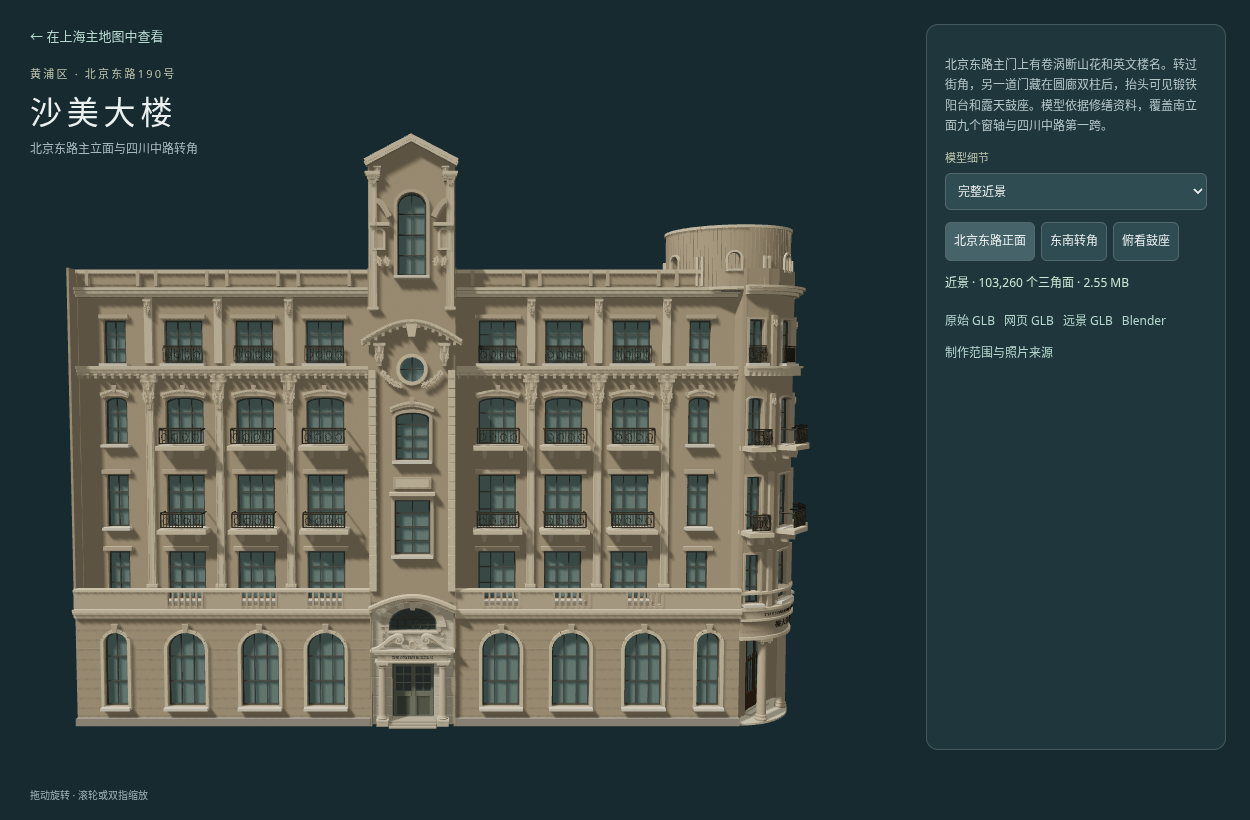 ← 在上海主地图中查看
黄浦区 · 北京东路190号
沙美大楼
北京东路主立面与四川中路转角
北京东路主门上有卷涡断山花和英文楼名。转过
街角，另一道门藏在圆廊双柱后，抬头可见锻铁
阳台和露天鼓座。模型依据修缮资料，覆盖南立
面九个窗轴与四川中路第一跨。
模型细节
完整近景
北京东路正面 东南转角 俯看鼓座
近景 · 103,260 个三角面 · 2.55 MB
原始 GLB 网页 GLB 远景 GLB Blender
制作范围与照片来源
拖动旋转 · 滚轮或双指缩放